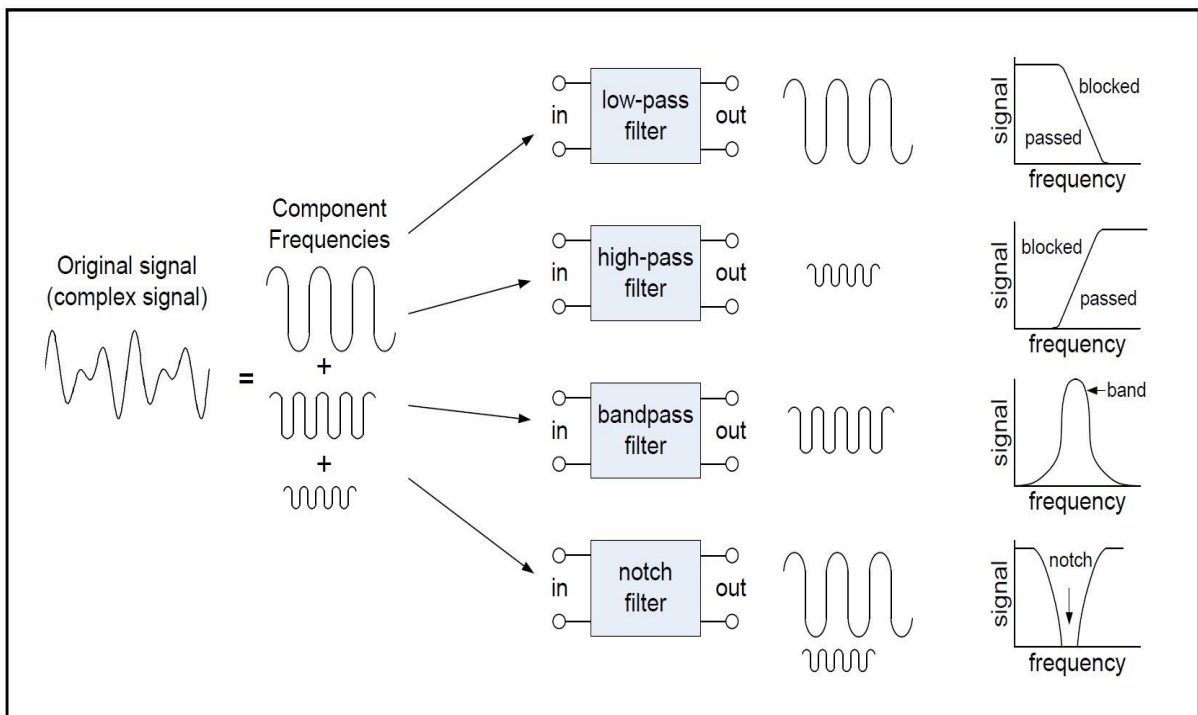 Original signal
(complex signal)
=
Component
Frequencies
+
+
in
low-pass
filter
out
signal
blocked
passed
frequency
in
high-pass
filter
out
signal
blocked
passed
frequency
in
bandpass
filter
out
signal
band
frequency
in
notch
filter
out
signal
notch
frequency